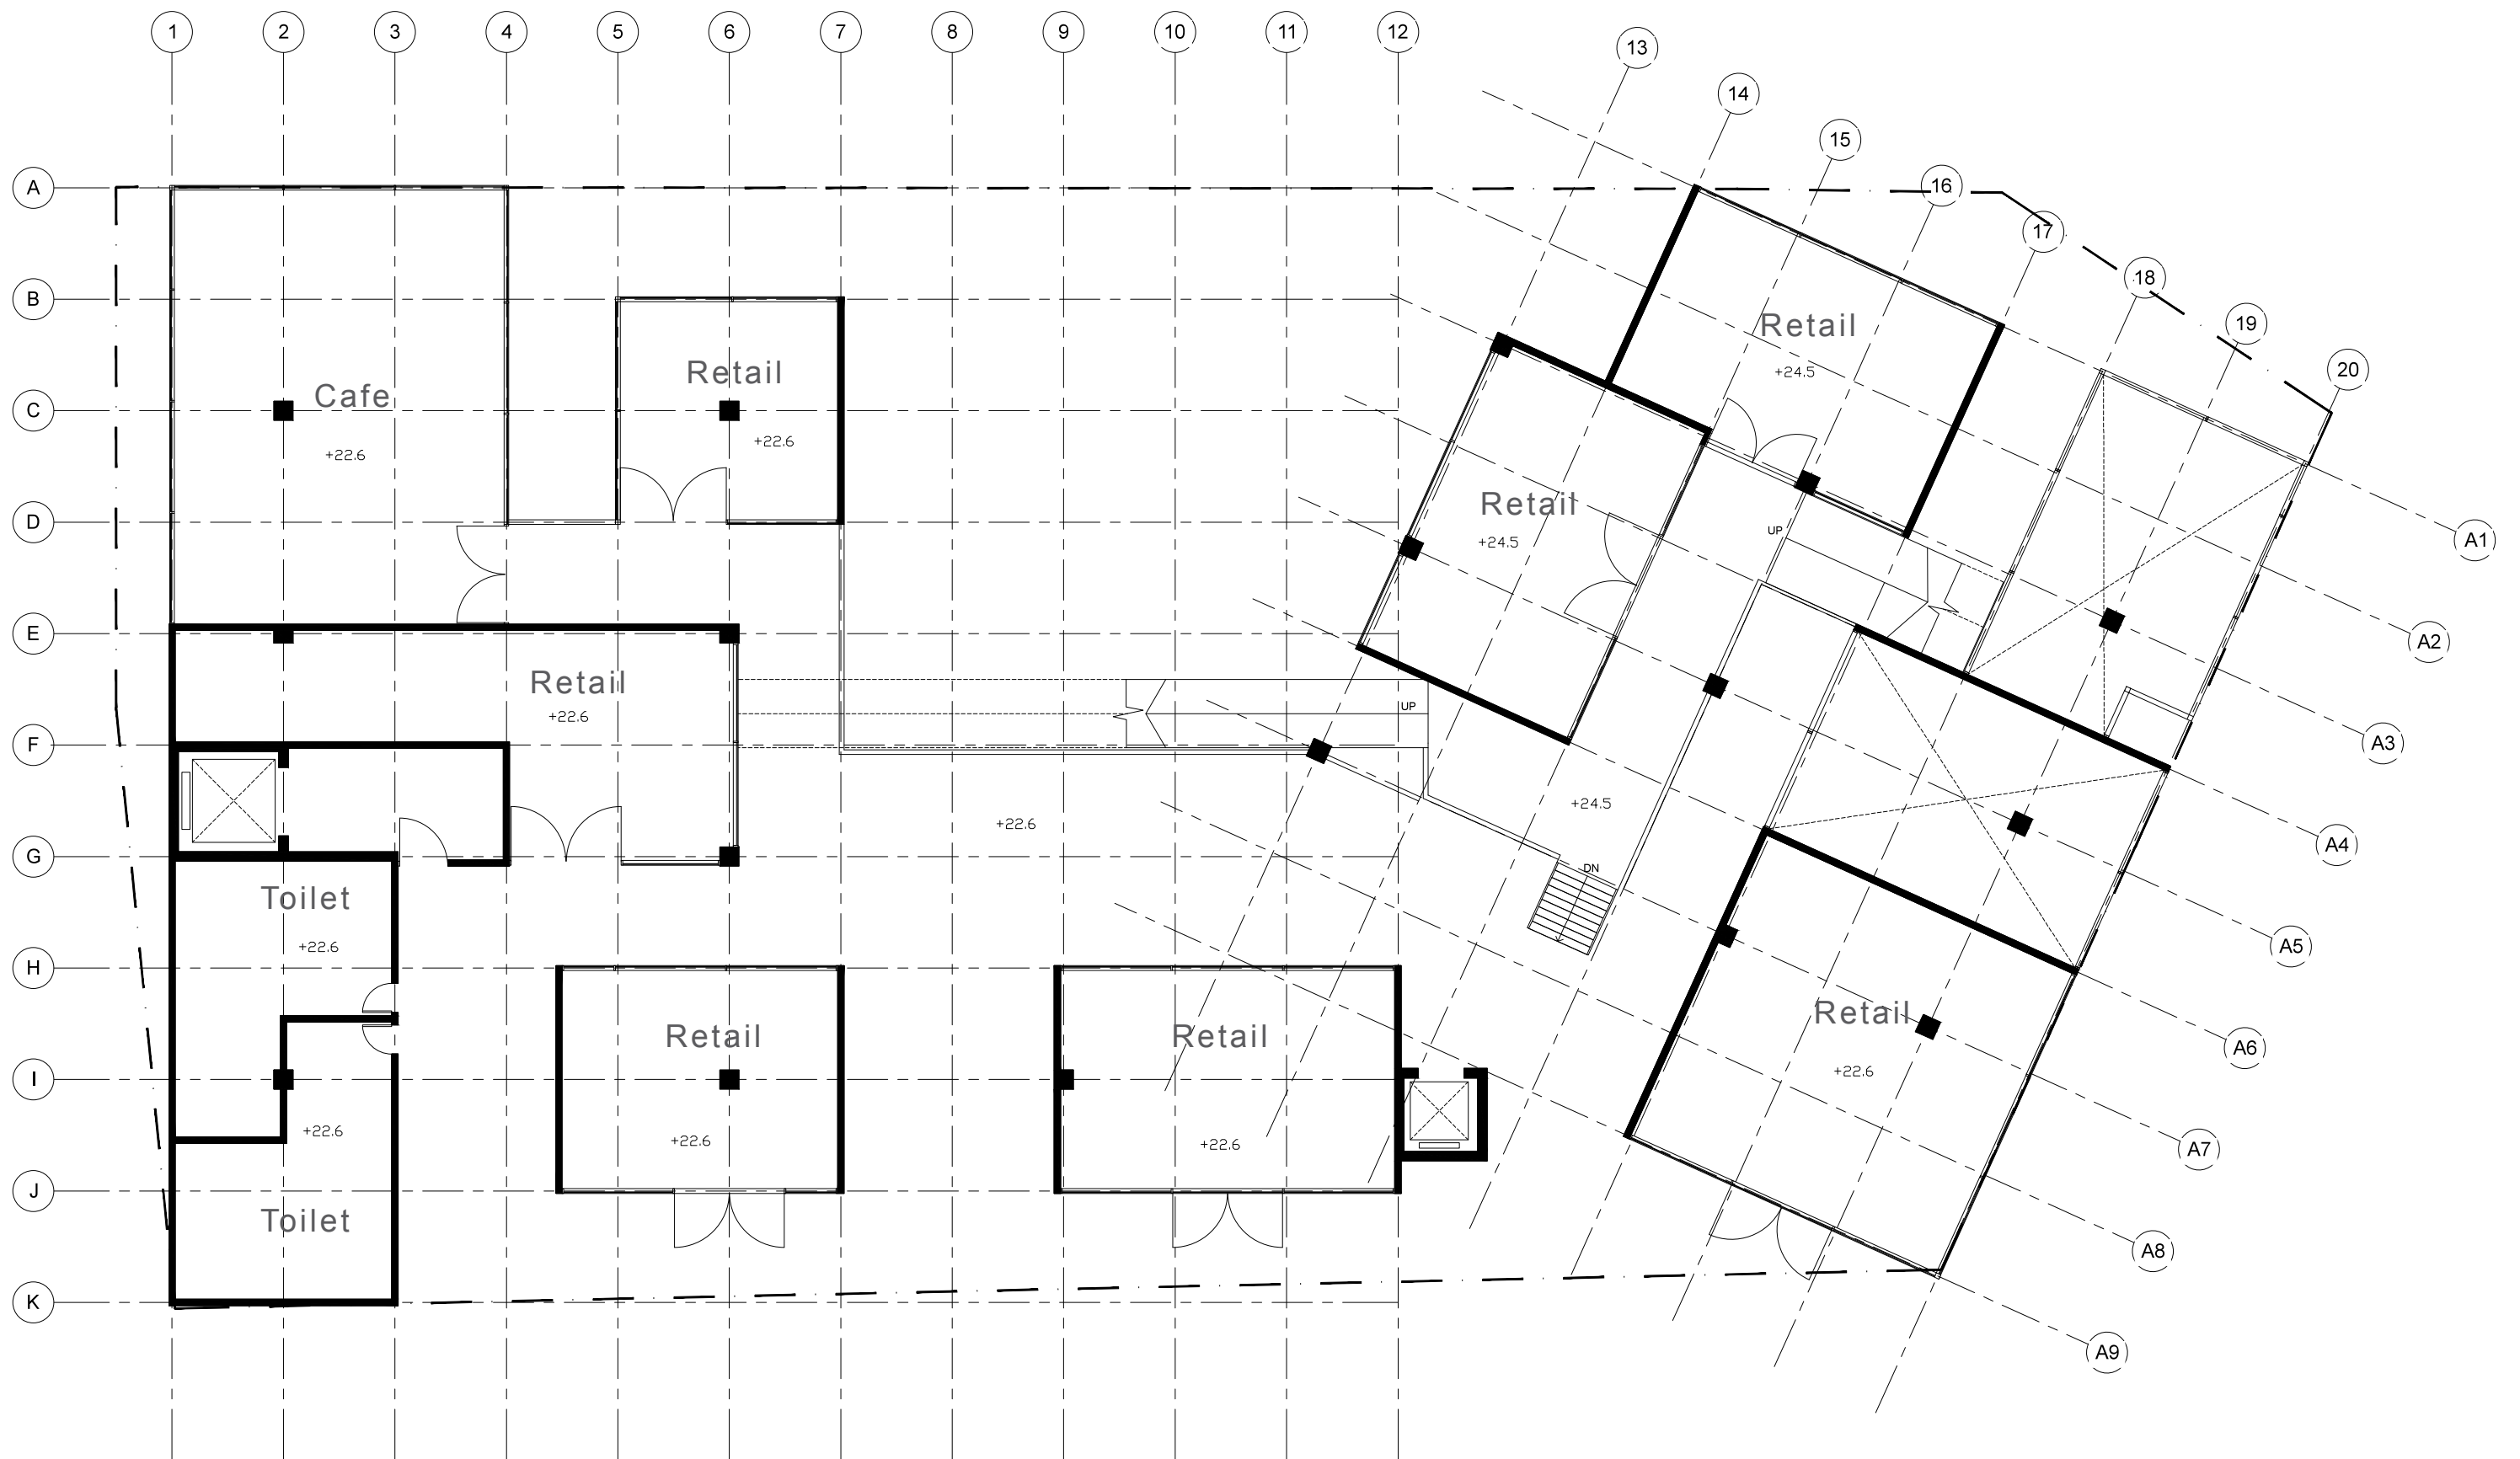 1 2 3 4 5 6 7 8 9 10 11 12
13
14
15
16
17
18
19
20
A
B
C
D
E
F
G
H
I
J
K
A1
A2
A3
A4
A5
A6
A7
A8
A9
Cafe
+22.6
Retail
+22.6
Retail
+22.6
Toilet
+22.6
+22.6
Toilet
Retail
+22.6
Retail
+22.6
+22.6
UP
Retail
+24.5
Retail
+24.5
UP
+24.5
DN
Retail
+22.6